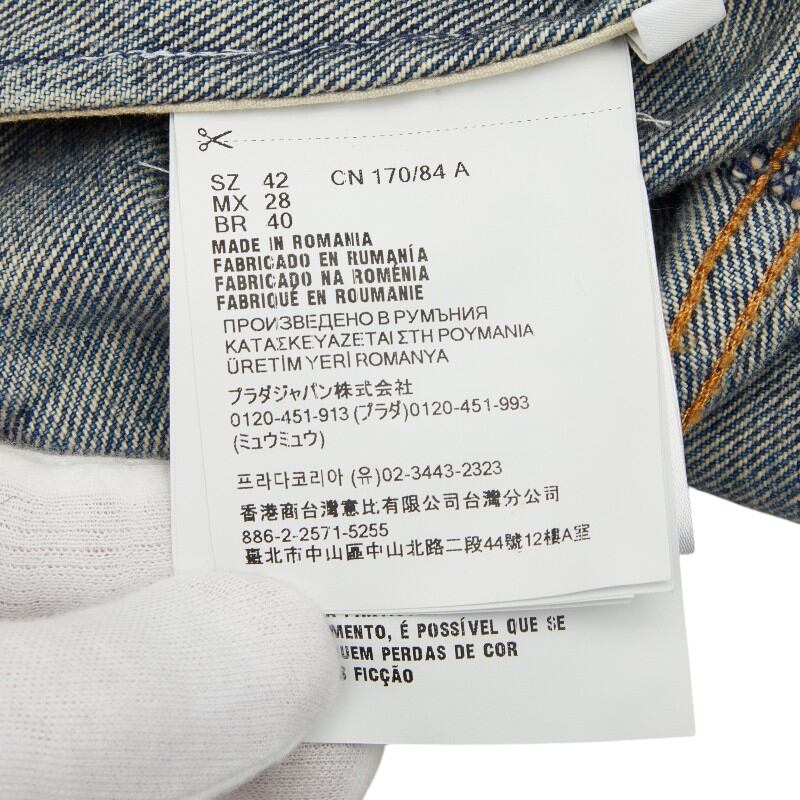 SZ 42 CN 170/84 A
MX 28
BR 40
MADE IN ROMANIA
FABRICADO EN RUMANÍA
FABRICADO NA ROMÉNIA
FABRIQUÉ EN ROUMANIE
ПРОИЗВЕДЕНО В РУМЪНИЯ
ΚΑΤΑΣΚΕΥΑΖΕΤΑΙ ΣΤΗ ΡΟΥΜΑΝΙΑ
ÜRETİM YERİ ROMANYA
プラダジャパン株式会社
0120-451-913 (プラダ)0120-451-993
(ミュウミュウ)
프라다코리아 (유)02-3443-2323
香港商台灣意比有限公司台灣分公司
886-2-2571-5255
臺北市中山區中山北路二段44號12樓A室
MENTO, É POSSÍVEL QUE SE
UEM PERDAS DE COR
FICÇÃO